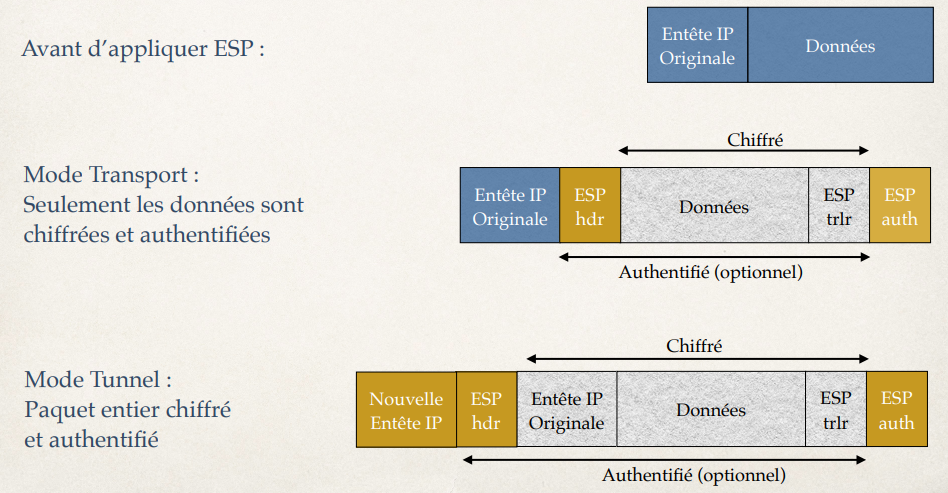 Avant d'appliquer ESP :
Entête IP
Originale
Données
Mode Transport :
Seulement les données sont
chiffrées et authentifiées
Chiffré
Entête IP
Originale
ESP
hdr
Données
ESP
trlr
ESP
auth
Authentifié (optionnel)
Mode Tunnel :
Paquet entier chiffré
et authentifié
Chiffré
Nouvelle
Entête IP
ESP
hdr
Entête IP
Originale
Données
ESP
trlr
ESP
auth
Authentifié (optionnel)